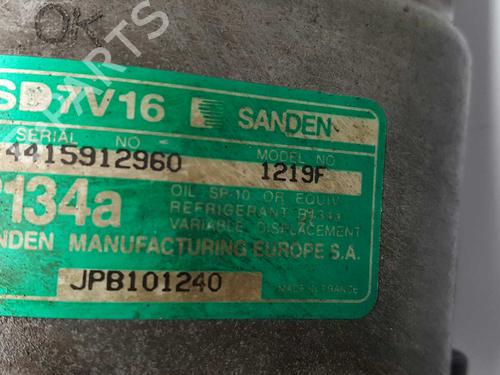 OK
SD7V16 SANDEN
SERIAL NO
4415912960
MODEL NO
1219F
134a
OIL SP-10 OR EQUIV.
REFRIGERANT R134a
VARIABLE DISPLACEMENT
NDEN MANUFACTURING EUROPE S.A.
JPB101240
MADE IN FRANCE
PARTS